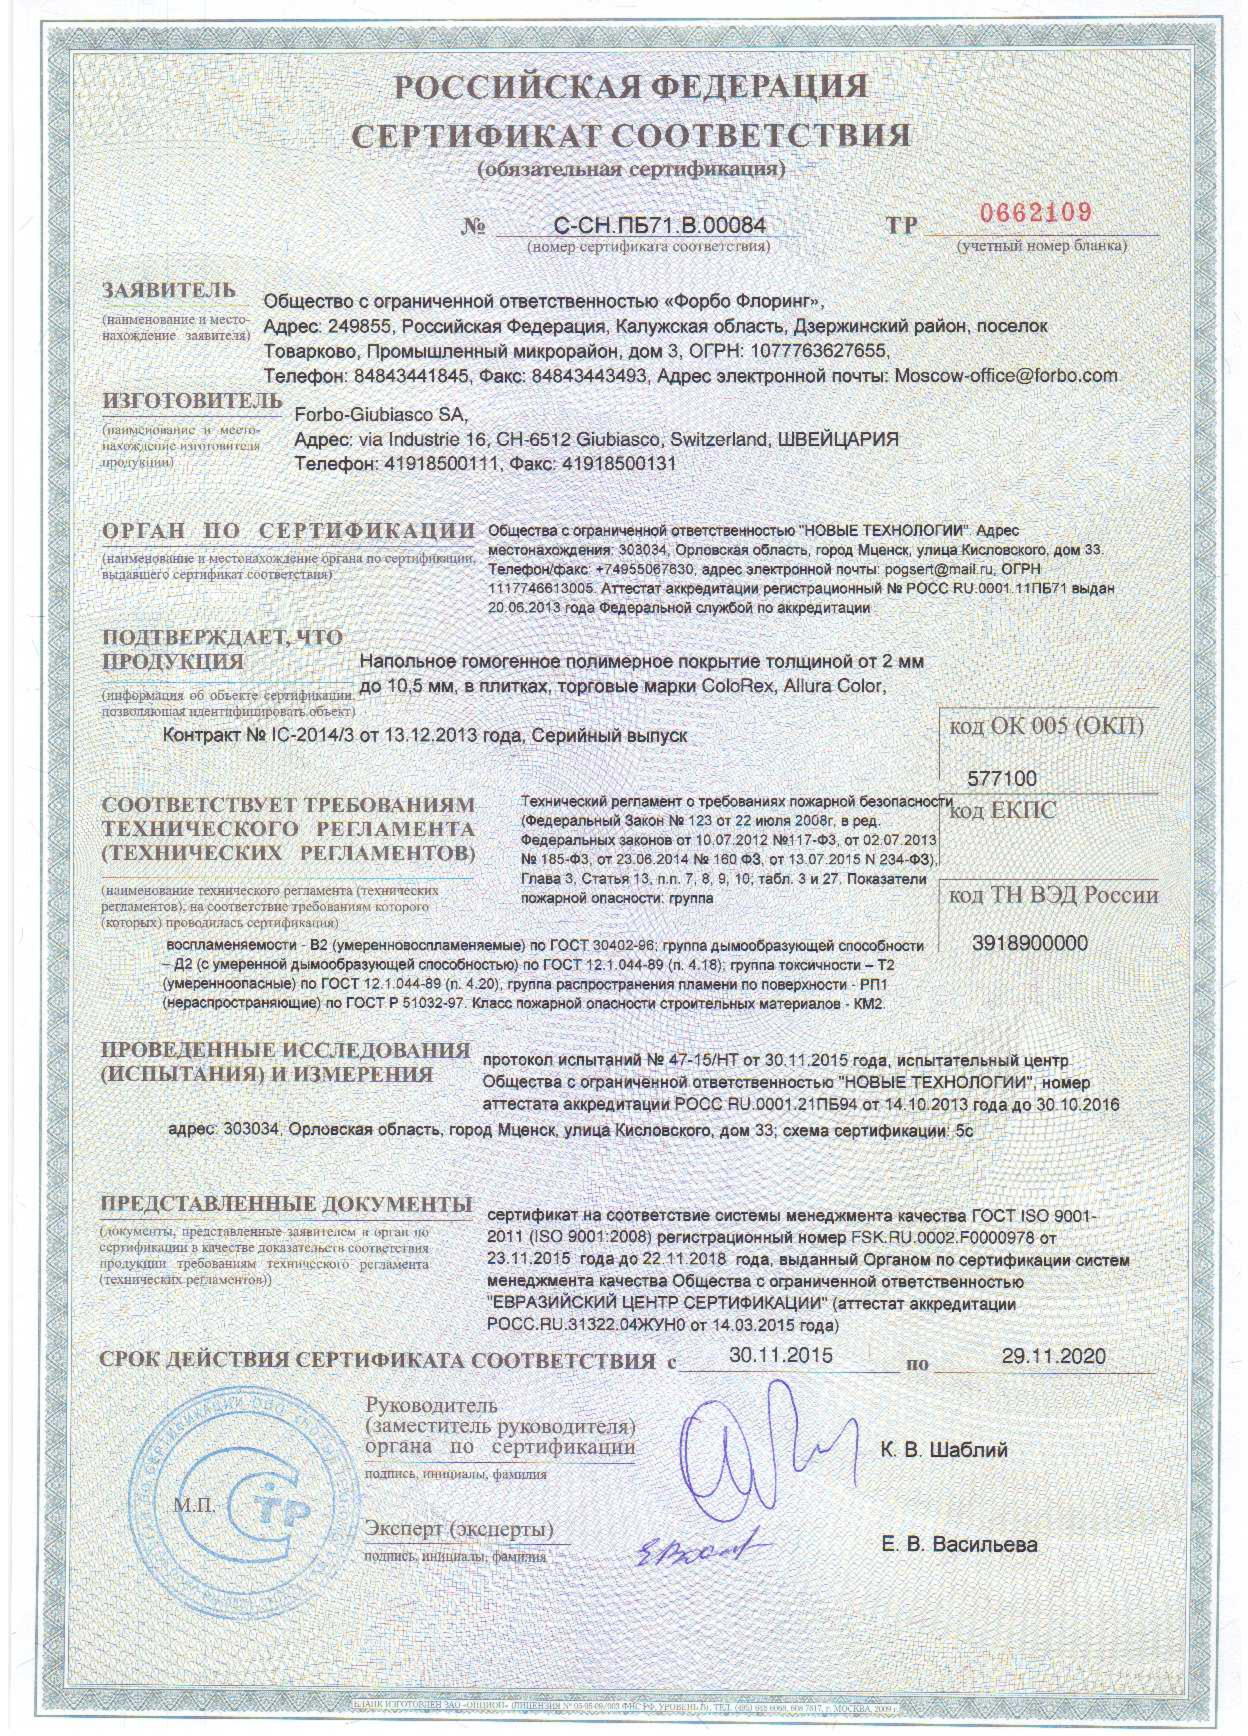 РОССИЙСКАЯ ФЕДЕРАЦИЯ
СЕРТИФИКАТ СООТВЕТСТВИЯ
(обязательная сертификация)
№ С-СН.ПБ71.В.00084 ТР 0662109
(номер сертификата соответствия) (учетный номер бланка)
ЗАЯВИТЕЛЬ
(наименование и место-
нахождение заявителя)
Общество с ограниченной ответственностью «Форбо Флоринг»,
Адрес: 249855, Российская Федерация, Калужская область, Дзержинский район, поселок
Товарково, Промышленный микрорайон, дом 3, ОГРН: 1077763627655,
Телефон: 84843441845, Факс: 84843443493, Адрес электронной почты: Moscow-office@forbo.com
ИЗГОТОВИТЕЛЬ
(наименование и место-
нахождение изготовителя
продукции)
Forbo-Giubiasco SA,
Адрес: via Industrie 16, CH-6512 Giubiasco, Switzerland, ШВЕЙЦАРИЯ
Телефон: 41918500111, Факс: 41918500131
ОРГАН ПО СЕРТИФИКАЦИИ
(наименование и местонахождение органа по сертификации,
выдавшего сертификат соответствия)
Общества с ограниченной ответственностью "НОВЫЕ ТЕХНОЛОГИИ". Адрес
местонахождения: 303034, Орловская область, город Мценск, улица Кисловского, дом 33.
Телефон/факс: +74955067630, адрес электронной почты: pogsert@mail.ru, ОГРН
1117746613005. Аттестат аккредитации регистрационный № РОСС RU.0001.11ПБ71 выдан
20.06.2013 года Федеральной службой по аккредитации
ПОДТВЕРЖДАЕТ, ЧТО
ПРОДУКЦИЯ
(информация об объекте сертификации,
позволяющая идентифицировать объект)
Напольное гомогенное полимерное покрытие толщиной от 2 мм
до 10,5 мм, в плитках, торговые марки ColoRex, Allura Color,
Контракт № IC-2014/3 от 13.12.2013 года, Серийный выпуск
код ОК 005 (ОКП)
577100
код ЕКПС
код ТН ВЭД России
3918900000
СООТВЕТСТВУЕТ ТРЕБОВАНИЯМ
ТЕХНИЧЕСКОГО РЕГЛАМЕНТА
(ТЕХНИЧЕСКИХ РЕГЛАМЕНТОВ)
(наименование технического регламента (технических
регламентов), на соответствие требованиям которого
(которых) проводилась сертификация)
Технический регламент о требованиях пожарной безопасности
(Федеральный Закон № 123 от 22 июля 2008г, в ред.
Федеральных законов от 10.07.2012 №117-ФЗ, от 02.07.2013
№ 185-ФЗ, от 23.06.2014 № 160 ФЗ, от 13.07.2015 N 234-ФЗ),
Глава 3, Статья 13, п.п. 7, 8, 9, 10; табл. 3 и 27. Показатели
пожарной опасности: группа
воспламеняемости - В2 (умеренновоспламеняемые) по ГОСТ 30402-96; группа дымообразующей способности
– Д2 (с умеренной дымообразующей способностью) по ГОСТ 12.1.044-89 (п. 4.18); группа токсичности – Т2
(умеренноопасные) по ГОСТ 12.1.044-89 (п. 4.20), группа распространения пламени по поверхности - РП1
(нераспространяющие) по ГОСТ Р 51032-97. Класс пожарной опасности строительных материалов - КМ2.
ПРОВЕДЕННЫЕ ИССЛЕДОВАНИЯ
(ИСПЫТАНИЯ) И ИЗМЕРЕНИЯ
протокол испытаний № 47-15/НТ от 30.11.2015 года, испытательный центр
Общества с ограниченной ответственностью "НОВЫЕ ТЕХНОЛОГИИ", номер
аттестата аккредитации РОСС RU.0001.21ПБ94 от 14.10.2013 года до 30.10.2016
адрес: 303034, Орловская область, город Мценск, улица Кисловского, дом 33; схема сертификации: 5с
ПРЕДСТАВЛЕННЫЕ ДОКУМЕНТЫ
(документы, представленные заявителем в орган по
сертификации в качестве доказательств соответствия
продукции требованиям технического регламента
(технических регламентов))
сертификат на соответствие системы менеджмента качества ГОСТ ISO 9001-
2011 (ISO 9001:2008) регистрационный номер FSK.RU.0002.F0000978 от
23.11.2015 года до 22.11.2018 года, выданный Органом по сертификации систем
менеджмента качества Общества с ограниченной ответственностью
"ЕВРАЗИЙСКИЙ ЦЕНТР СЕРТИФИКАЦИИ" (аттестат аккредитации
РОСС.RU.31322.04ЖУН0 от 14.03.2015 года)
СРОК ДЕЙСТВИЯ СЕРТИФИКАТА СООТВЕТСТВИЯ с 30.11.2015 по 29.11.2020
М.П.
Руководитель
(заместитель руководителя)
органа по сертификации
подпись, инициалы, фамилия
К. В. Шаблий
Эксперт (эксперты)
подпись, инициалы, фамилия
Е. В. Васильева
БЛАНК ИЗГОТОВЛЕН ЗАО «ОПЦИОН»